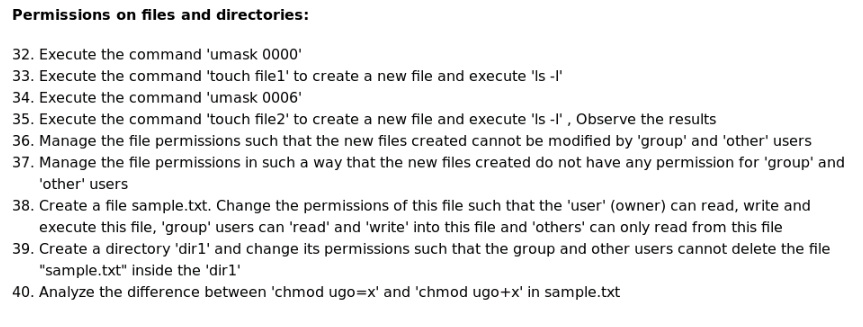 Permissions on files and directories:
32. Execute the command 'umask 0000'
33. Execute the command 'touch file1' to create a new file and execute 'ls -l'
34. Execute the command 'umask 0006'
35. Execute the command 'touch file2' to create a new file and execute 'ls -l' , Observe the results
36. Manage the file permissions such that the new files created cannot be modified by 'group' and 'other' users
37. Manage the file permissions in such a way that the new files created do not have any permission for 'group' and
'other' users
38. Create a file sample.txt. Change the permissions of this file such that the 'user' (owner) can read, write and
execute this file, 'group' users can 'read' and 'write' into this file and 'others' can only read from this file
39. Create a directory 'dir1' and change its permissions such that the group and other users cannot delete the file
"sample.txt" inside the 'dir1'
40. Analyze the difference between 'chmod ugo=x' and 'chmod ugo+x' in sample.txt